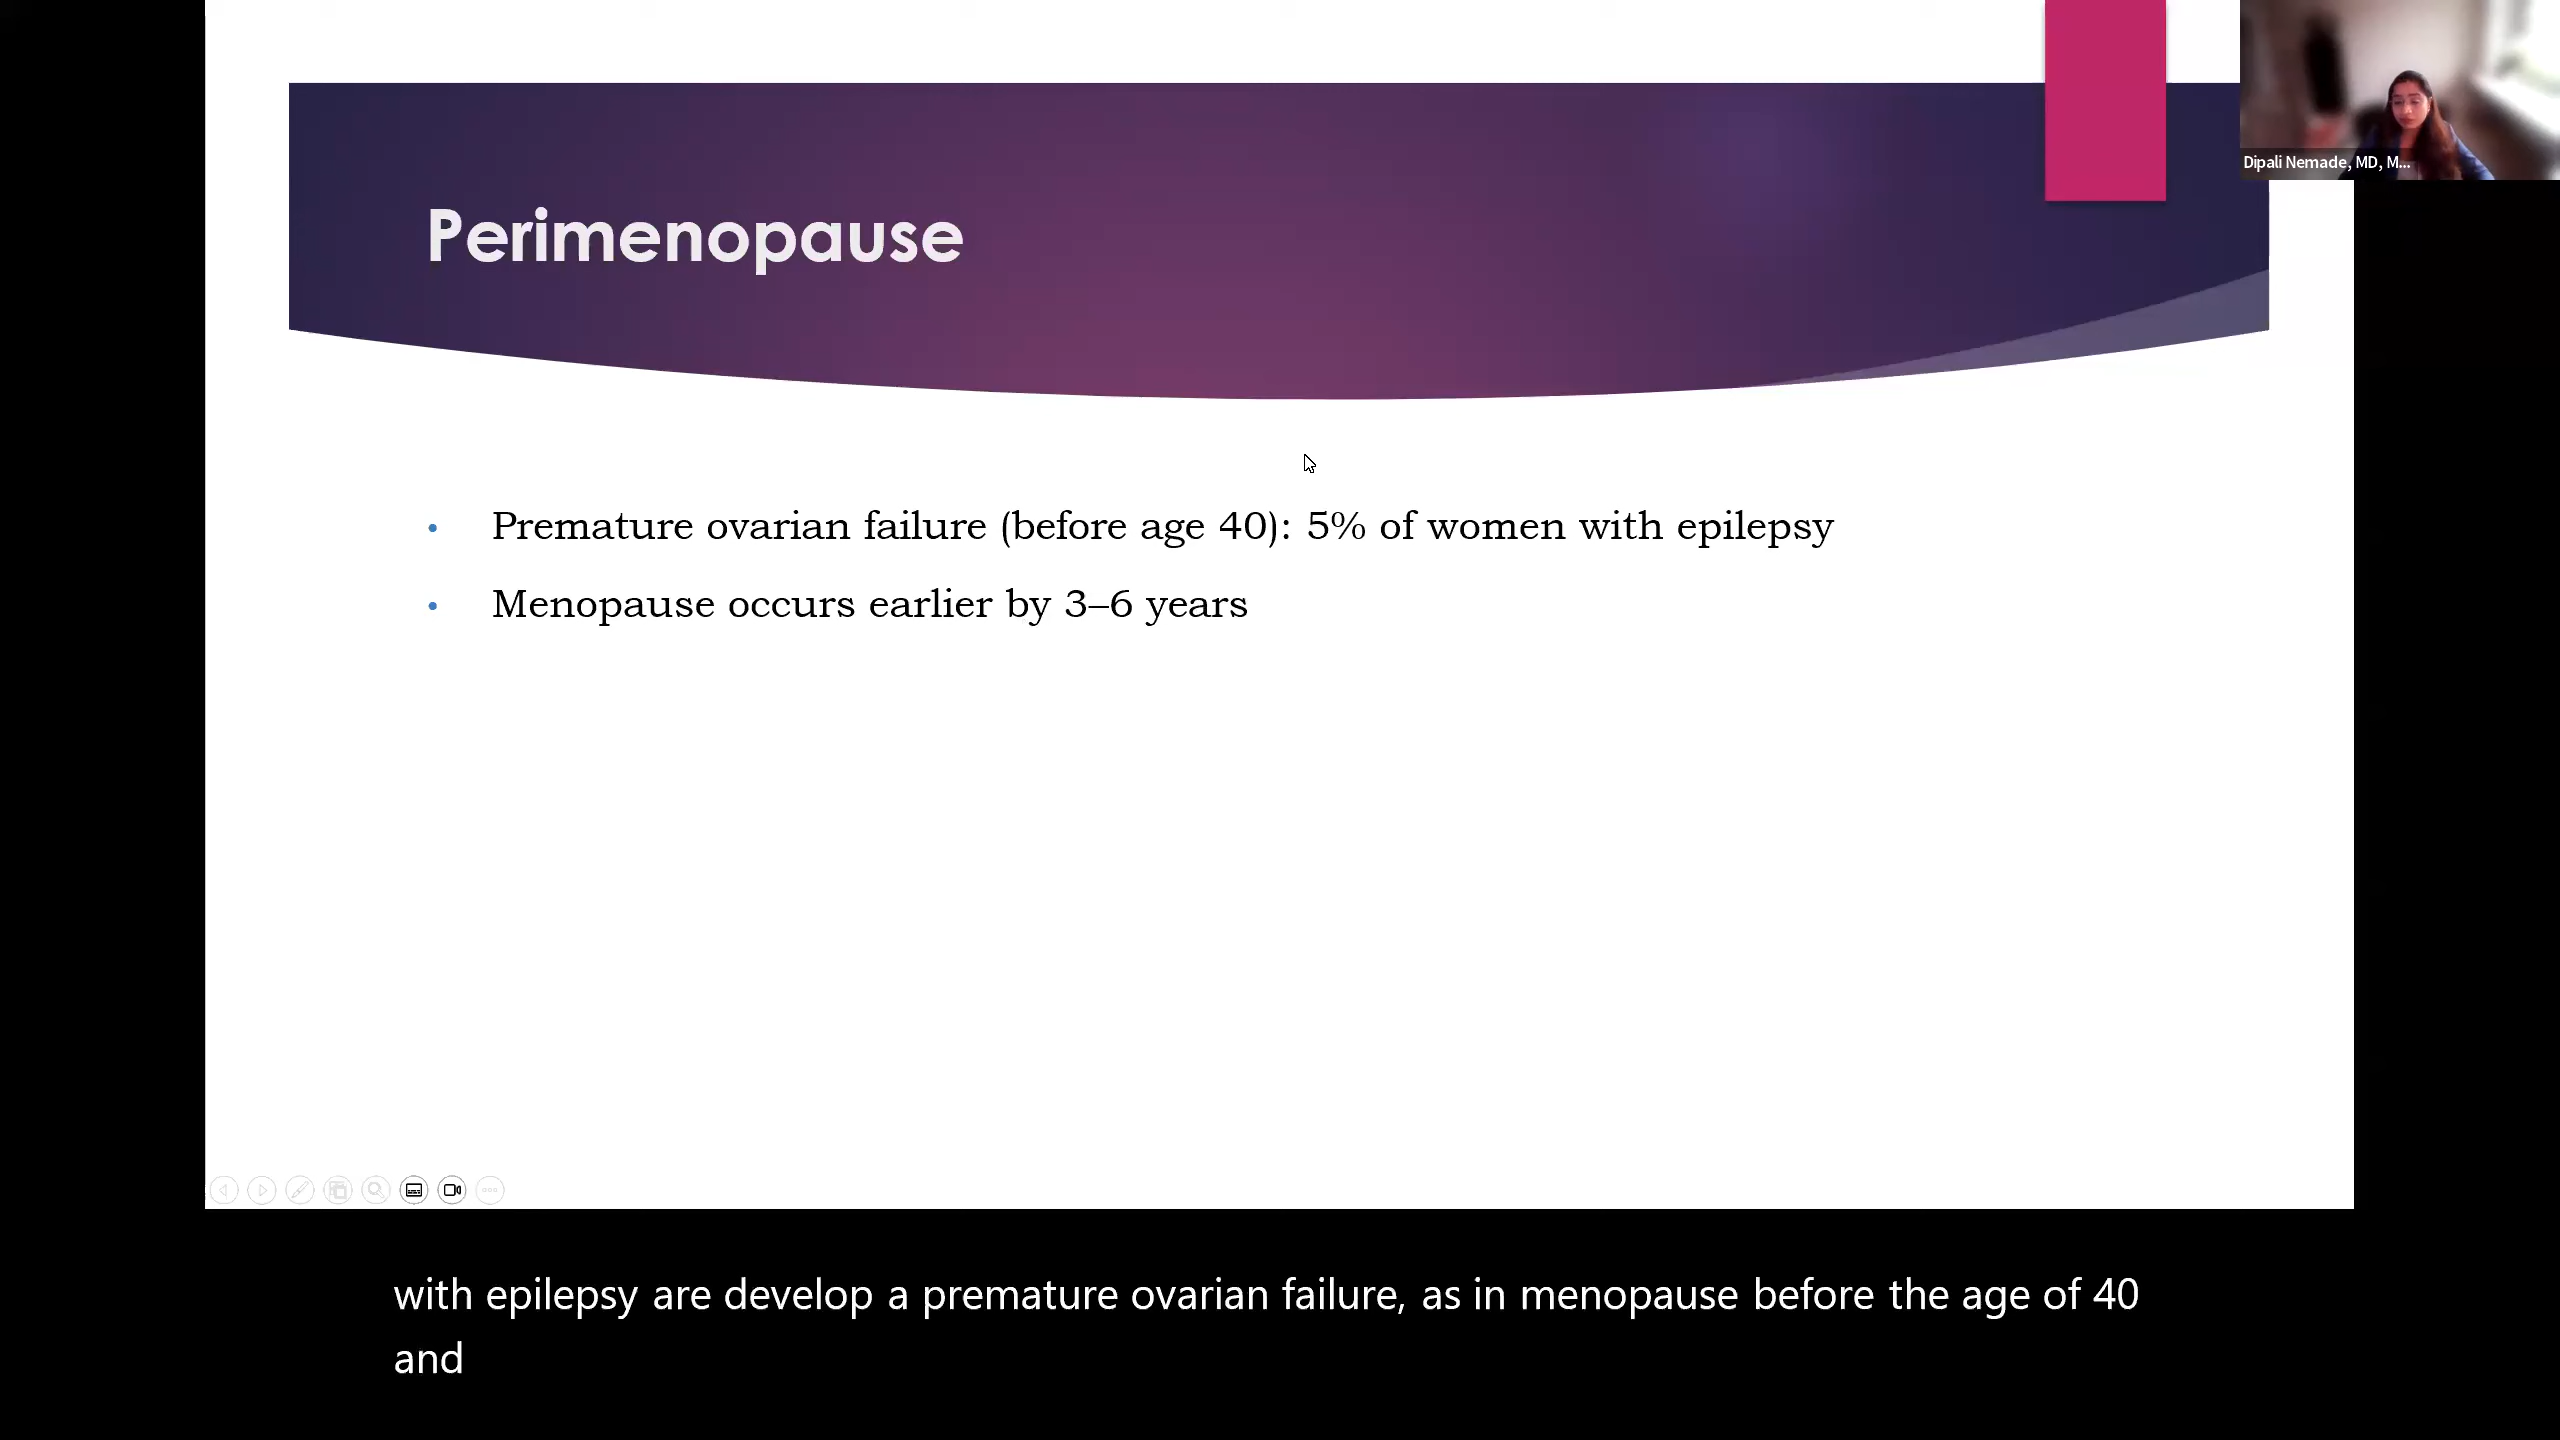 Perimenopause
Dipali Nemade, MD, M...
• Premature ovarian failure (before age 40): 5% of women with epilepsy
• Menopause occurs earlier by 3–6 years
with epilepsy are develop a premature ovarian failure, as in menopause before the age of 40
and